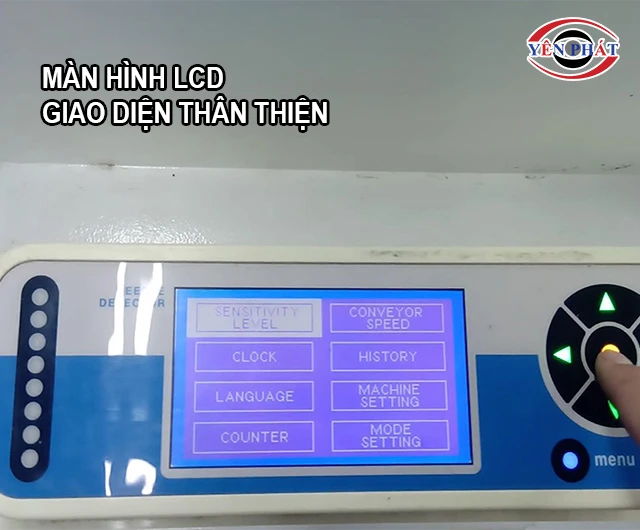 MÀN HÌNH LCD
GIAO DIỆN THÂN THIỆN
YÊN PHÁT
DETECTOR
SENSITIVITY
LEVEL
CONVEYOR
SPEED
CLOCK
HISTORY
LANGUAGE
MACHINE
SETTING
COUNTER
MODE
SETTING
menu